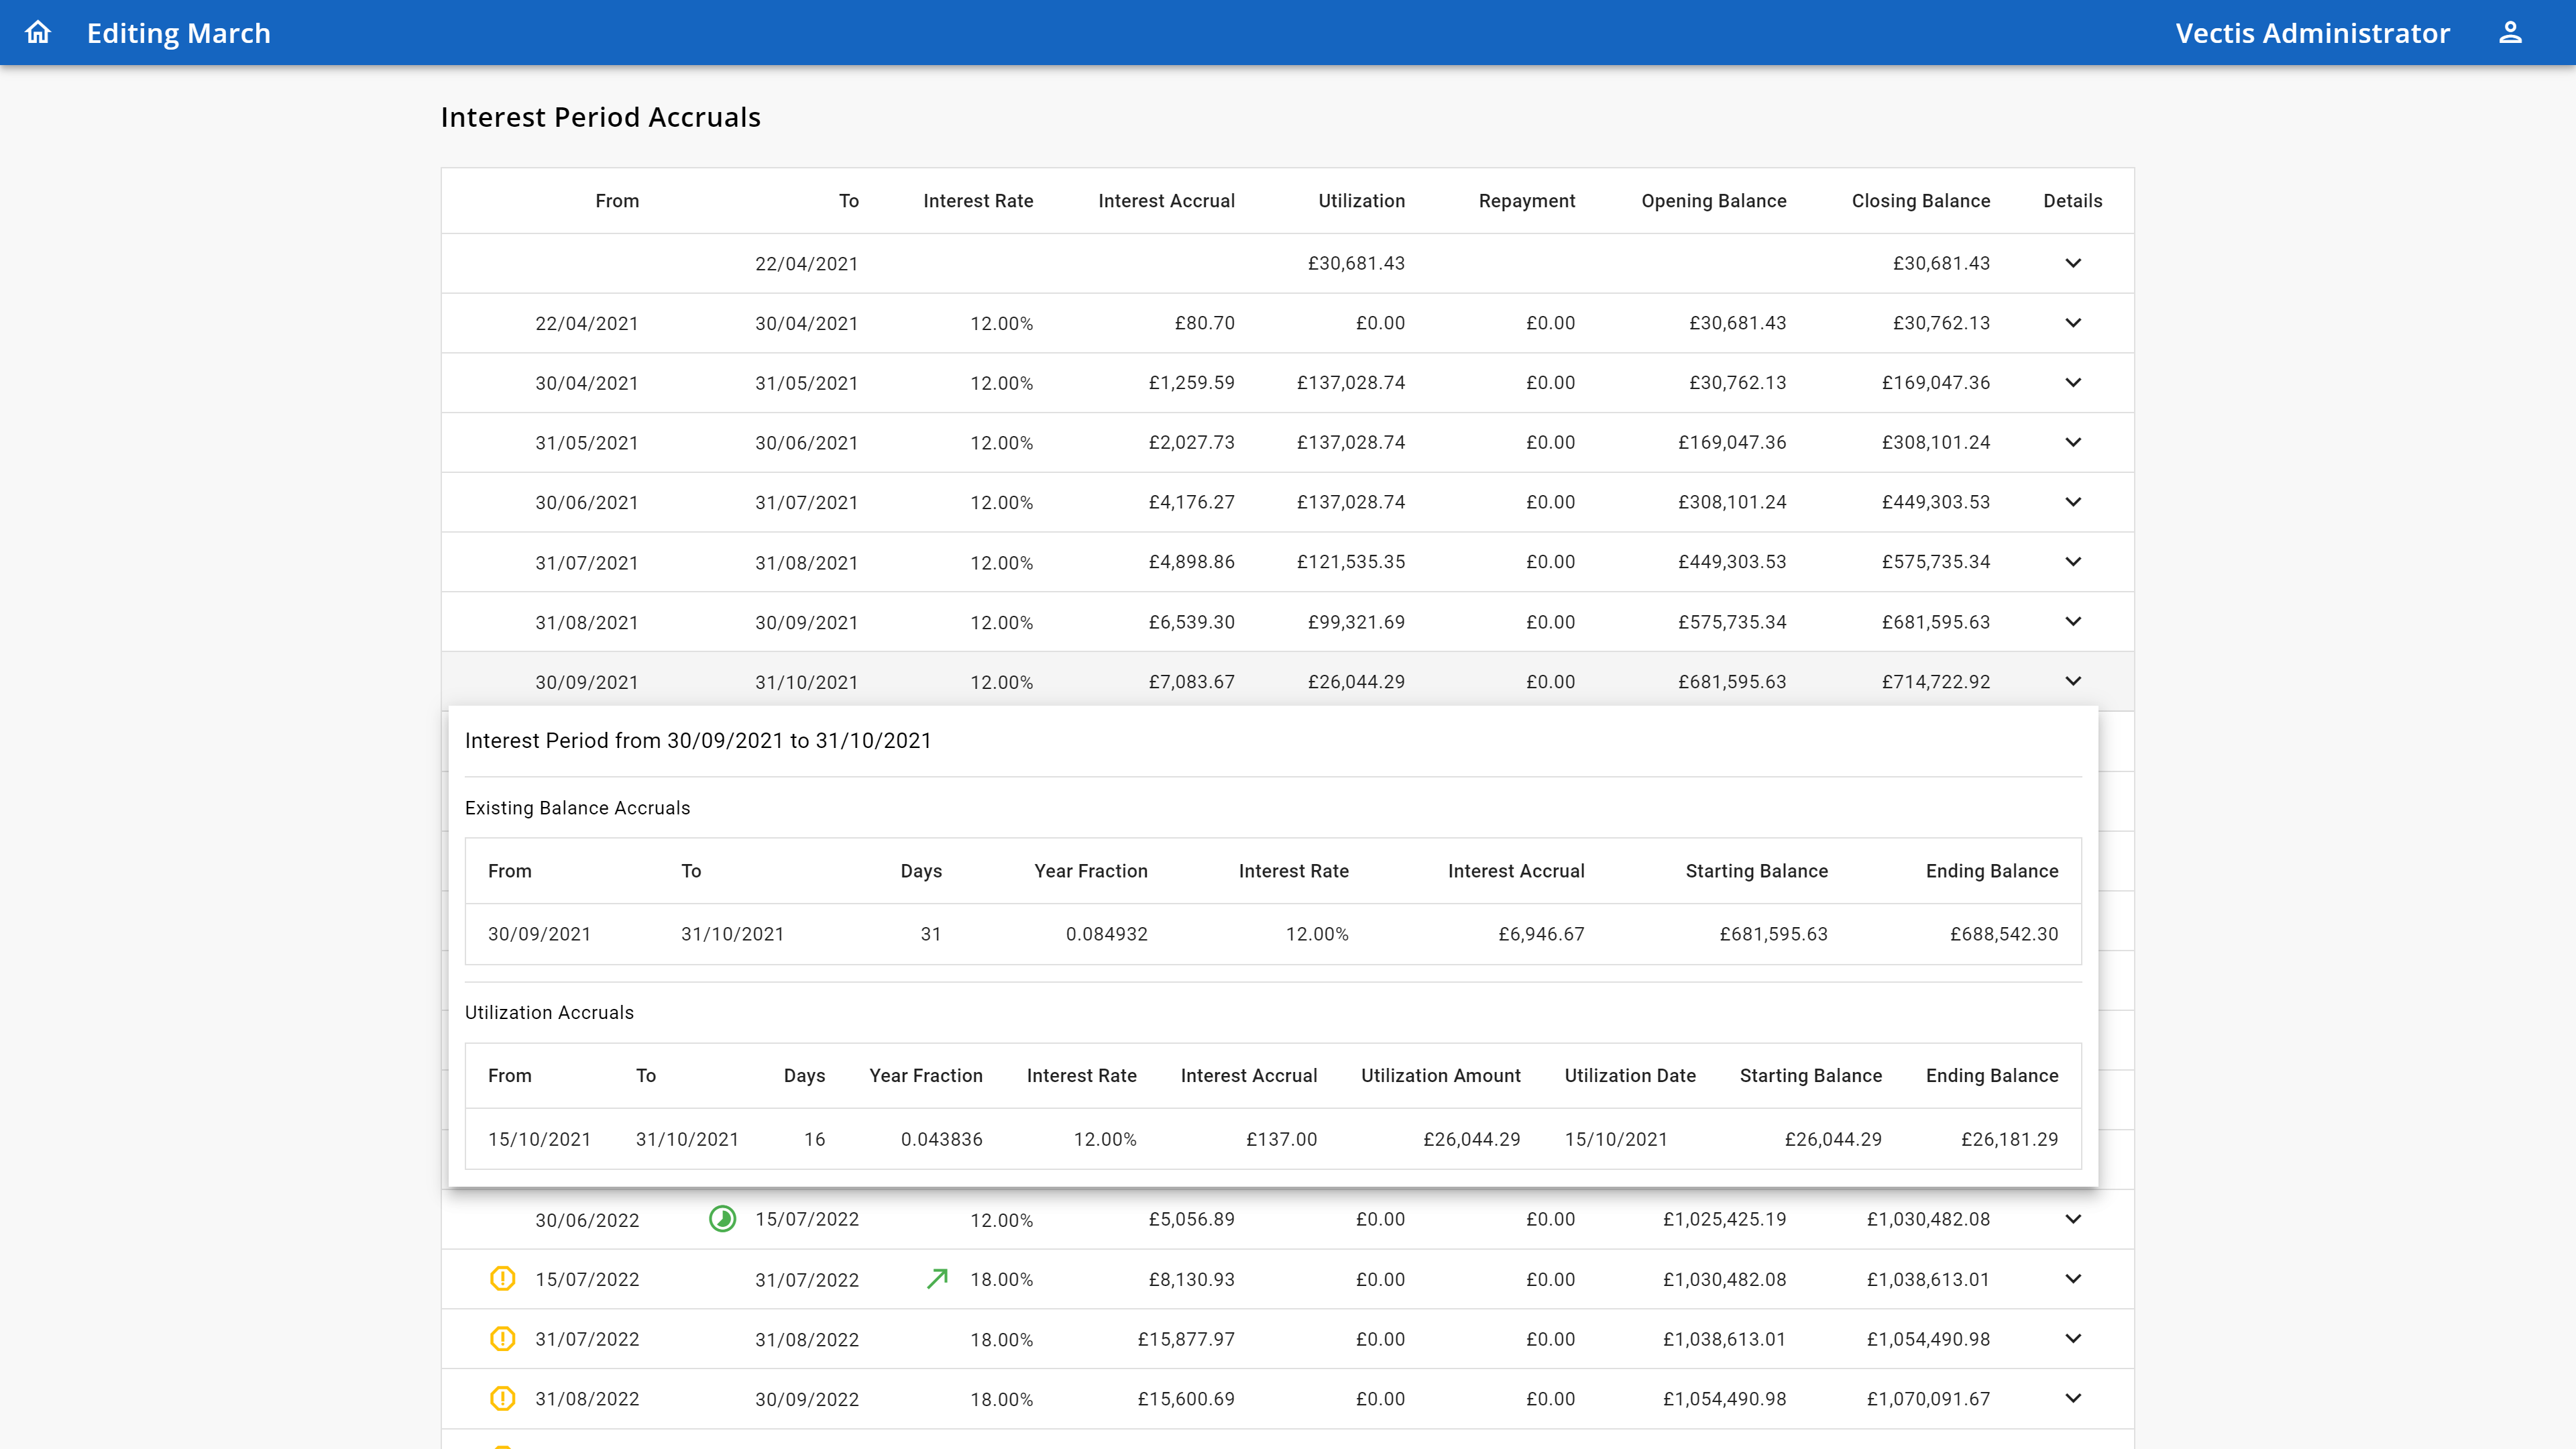 Editing March
Vectis Administrator
Interest Period Accruals
From To Interest Rate Interest Accrual Utilization Repayment Opening Balance Closing Balance Details
22/04/2021 £30,681.43 £30,681.43
22/04/2021 30/04/2021 12.00% £80.70 £0.00 £0.00 £30,681.43 £30,762.13
30/04/2021 31/05/2021 12.00% £1,259.59 £137,028.74 £0.00 £30,762.13 £169,047.36
31/05/2021 30/06/2021 12.00% £2,027.73 £137,028.74 £0.00 £169,047.36 £308,101.24
30/06/2021 31/07/2021 12.00% £4,176.27 £137,028.74 £0.00 £308,101.24 £449,303.53
31/07/2021 31/08/2021 12.00% £4,898.86 £121,535.35 £0.00 £449,303.53 £575,735.34
31/08/2021 30/09/2021 12.00% £6,539.30 £99,321.69 £0.00 £575,735.34 £681,595.63
30/09/2021 31/10/2021 12.00% £7,083.67 £26,044.29 £0.00 £681,595.63 £714,722.92
Interest Period from 30/09/2021 to 31/10/2021
Existing Balance Accruals
From To Days Year Fraction Interest Rate Interest Accrual Starting Balance Ending Balance
30/09/2021 31/10/2021 31 0.084932 12.00% £6,946.67 £681,595.63 £688,542.30
Utilization Accruals
From To Days Year Fraction Interest Rate Interest Accrual Utilization Amount Utilization Date Starting Balance Ending Balance
15/10/2021 31/10/2021 16 0.043836 12.00% £137.00 £26,044.29 15/10/2021 £26,044.29 £26,181.29
30/06/2022 15/07/2022 12.00% £5,056.89 £0.00 £0.00 £1,025,425.19 £1,030,482.08
15/07/2022 31/07/2022 18.00% £8,130.93 £0.00 £0.00 £1,030,482.08 £1,038,613.01
31/07/2022 31/08/2022 18.00% £15,877.97 £0.00 £0.00 £1,038,613.01 £1,054,490.98
31/08/2022 30/09/2022 18.00% £15,600.69 £0.00 £0.00 £1,054,490.98 £1,070,091.67